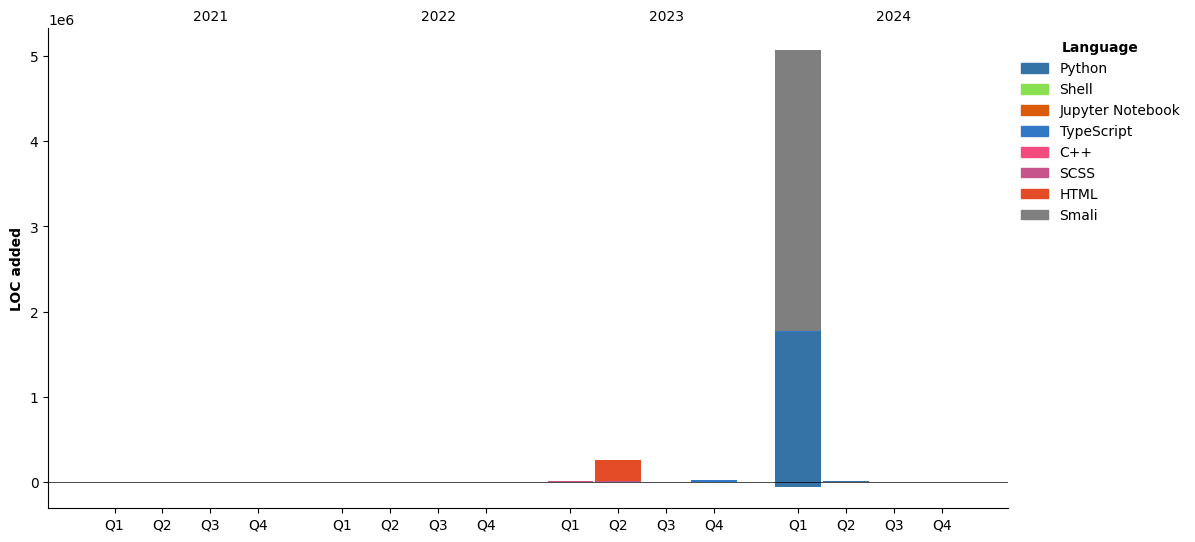 2021 2022 2023 2024
1e6
5
4
3
2
1
0
LOC added
Q1 Q2 Q3 Q4 Q1 Q2 Q3 Q4 Q1 Q2 Q3 Q4 Q1 Q2 Q3 Q4
Language
Python
Shell
Jupyter Notebook
TypeScript
C++
SCSS
HTML
Smali